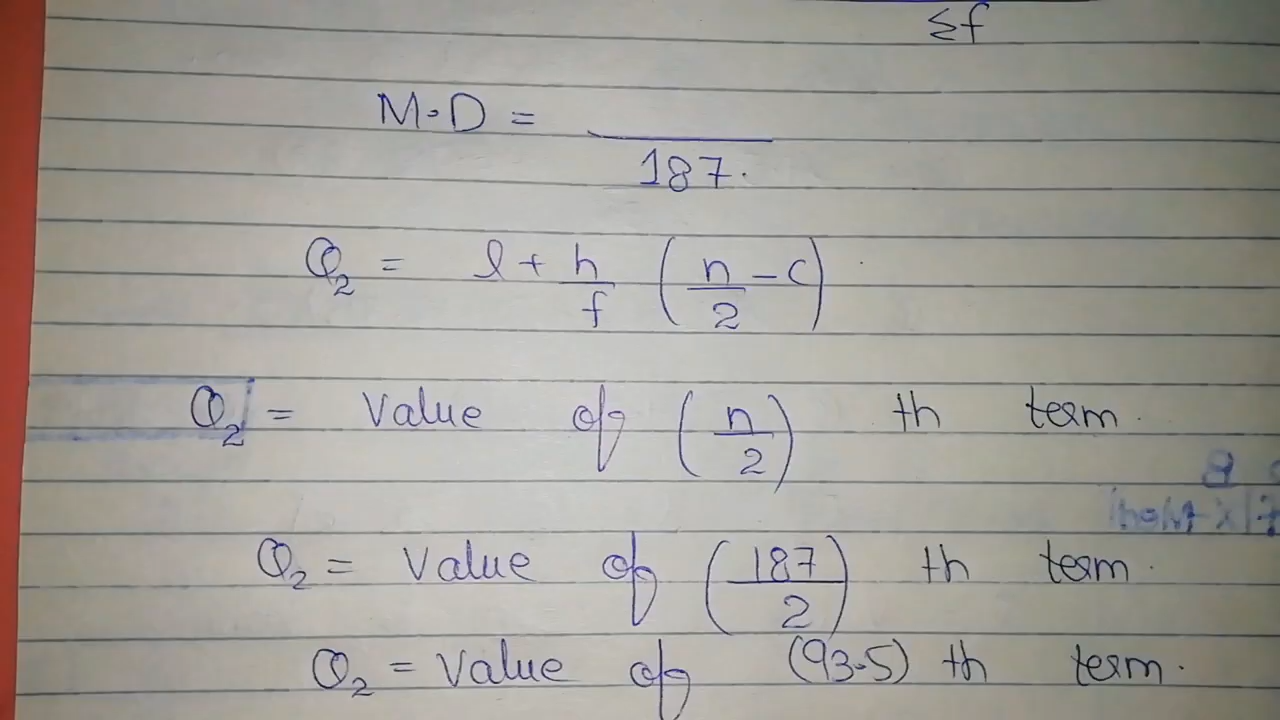 Σf
M.D = ___ / 187.
Q₂ = l + h/f (n/2 - c)
Q₂ = Value of (n/2) th term.
Q₂ = Value of (187/2) th term.
Q₂ = Value of (93.5) th term.